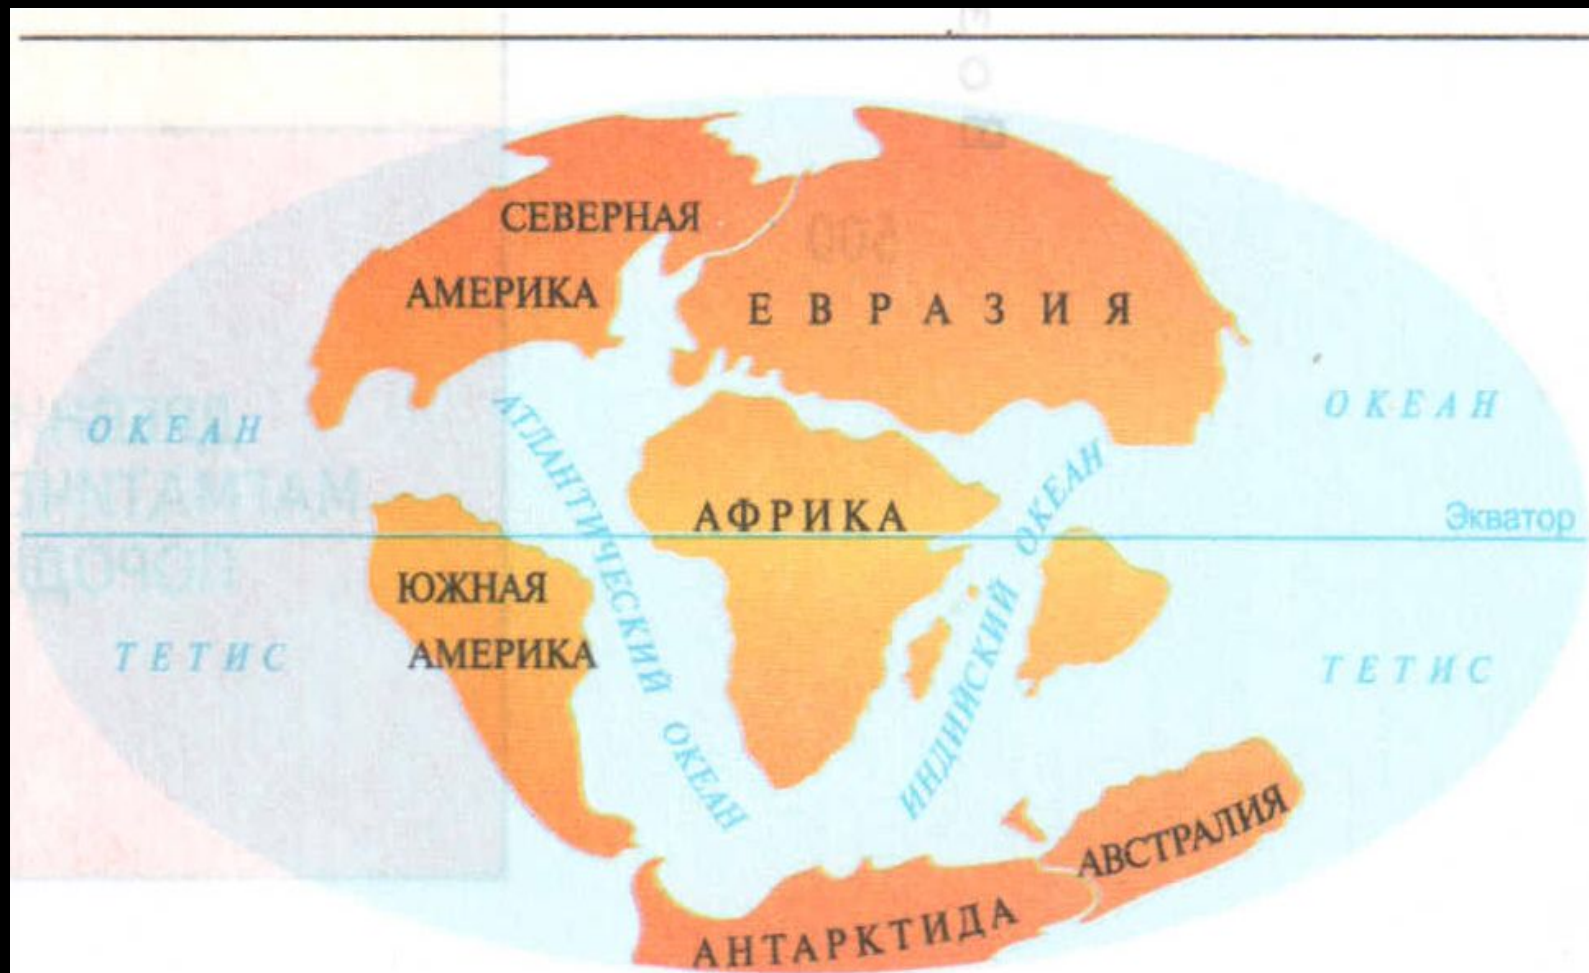 СЕВЕРНАЯ
АМЕРИКА
ЕВРАЗИЯ
ОКЕАН
АТЛАНТИЧЕСКИЙ ОКЕАН
ОКЕАН
АФРИКА
ИНДИЙСКИЙ ОКЕАН
Экватор
ЮЖНАЯ
АМЕРИКА
ТЕТИС
ТЕТИС
АВСТРАЛИЯ
АНТАРКТИДА